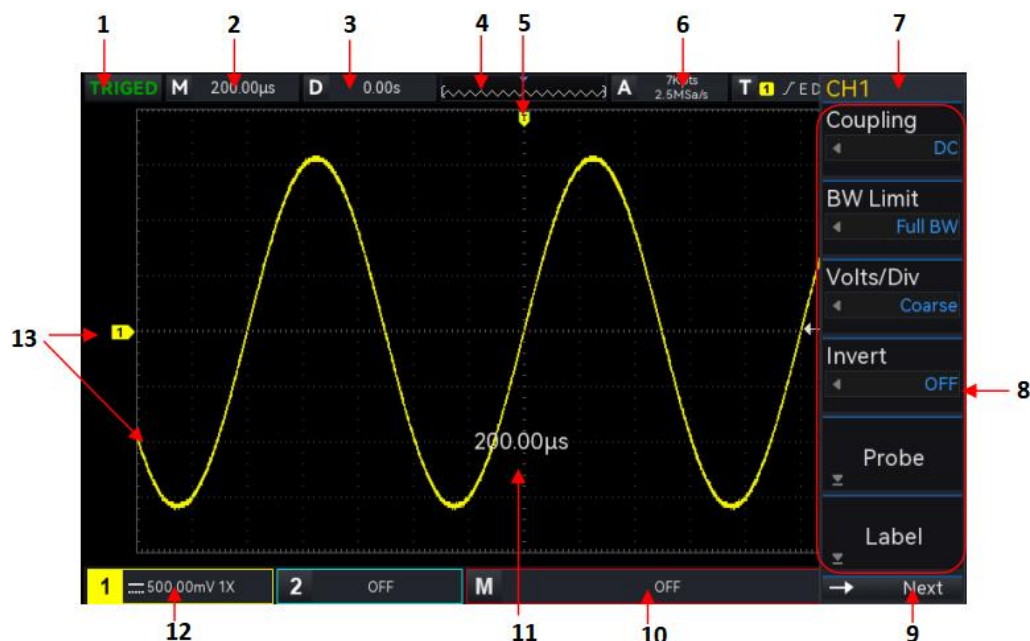 1 2 3 4 5 6 7
TRIGED M 200.00μs D 0.00s A 7Kpts T 1 ED CH1
2.5MSa/s
T
Coupling
DC
BW Limit
Full BW
Volts/Div
Coarse
1
13
Invert
OFF
8
200.00μs
Probe
Label
1 500.00mV 1X 2 OFF M OFF Next
12 11 10 9